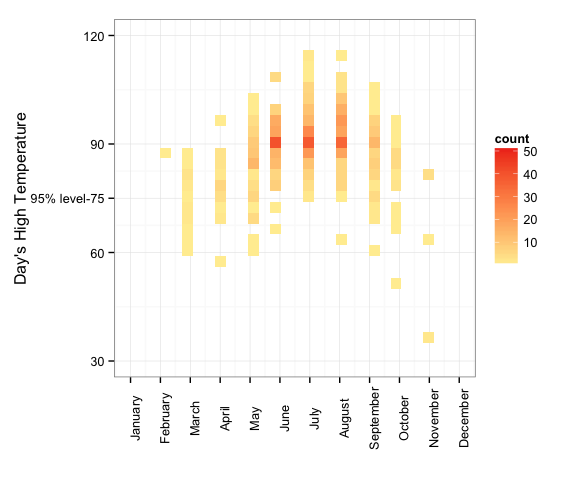 Day's High Temperature
120
90
95% level-75
60
30
January
February
March
April
May
June
July
August
September
October
November
December
count
50
40
30
20
10